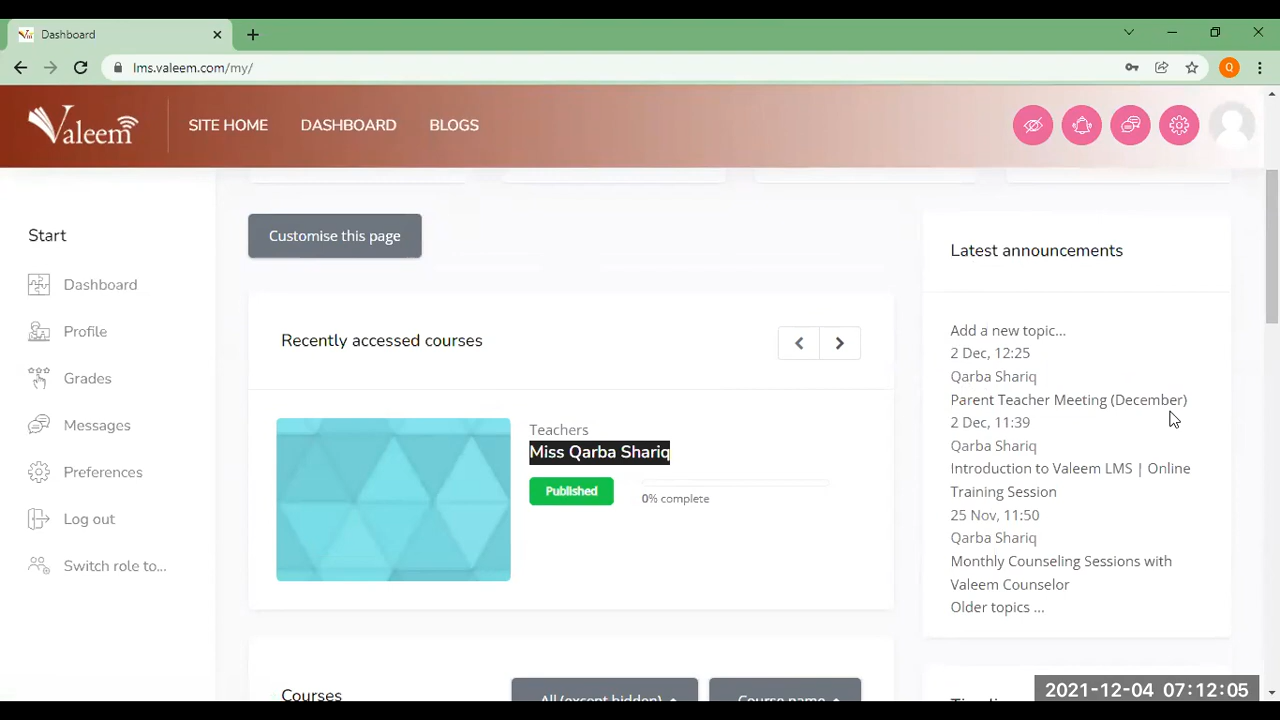 Dashboard
lms.valeem.com/my/
Q
Valeem
SITE HOME
DASHBOARD
BLOGS
Start
Dashboard
Profile
Grades
Messages
Preferences
Log out
Switch role to...
Customise this page
Recently accessed courses
Teachers
Miss Qarba Shariq
Published
0% complete
Courses
All (except hidden)
Course name
Latest announcements
Add a new topic...
2 Dec, 12:25
Qarba Shariq
Parent Teacher Meeting (December)
2 Dec, 11:39
Qarba Shariq
Introduction to Valeem LMS | Online
Training Session
25 Nov, 11:50
Qarba Shariq
Monthly Counseling Sessions with
Valeem Counselor
Older topics ...
2021-12-04 07:12:05